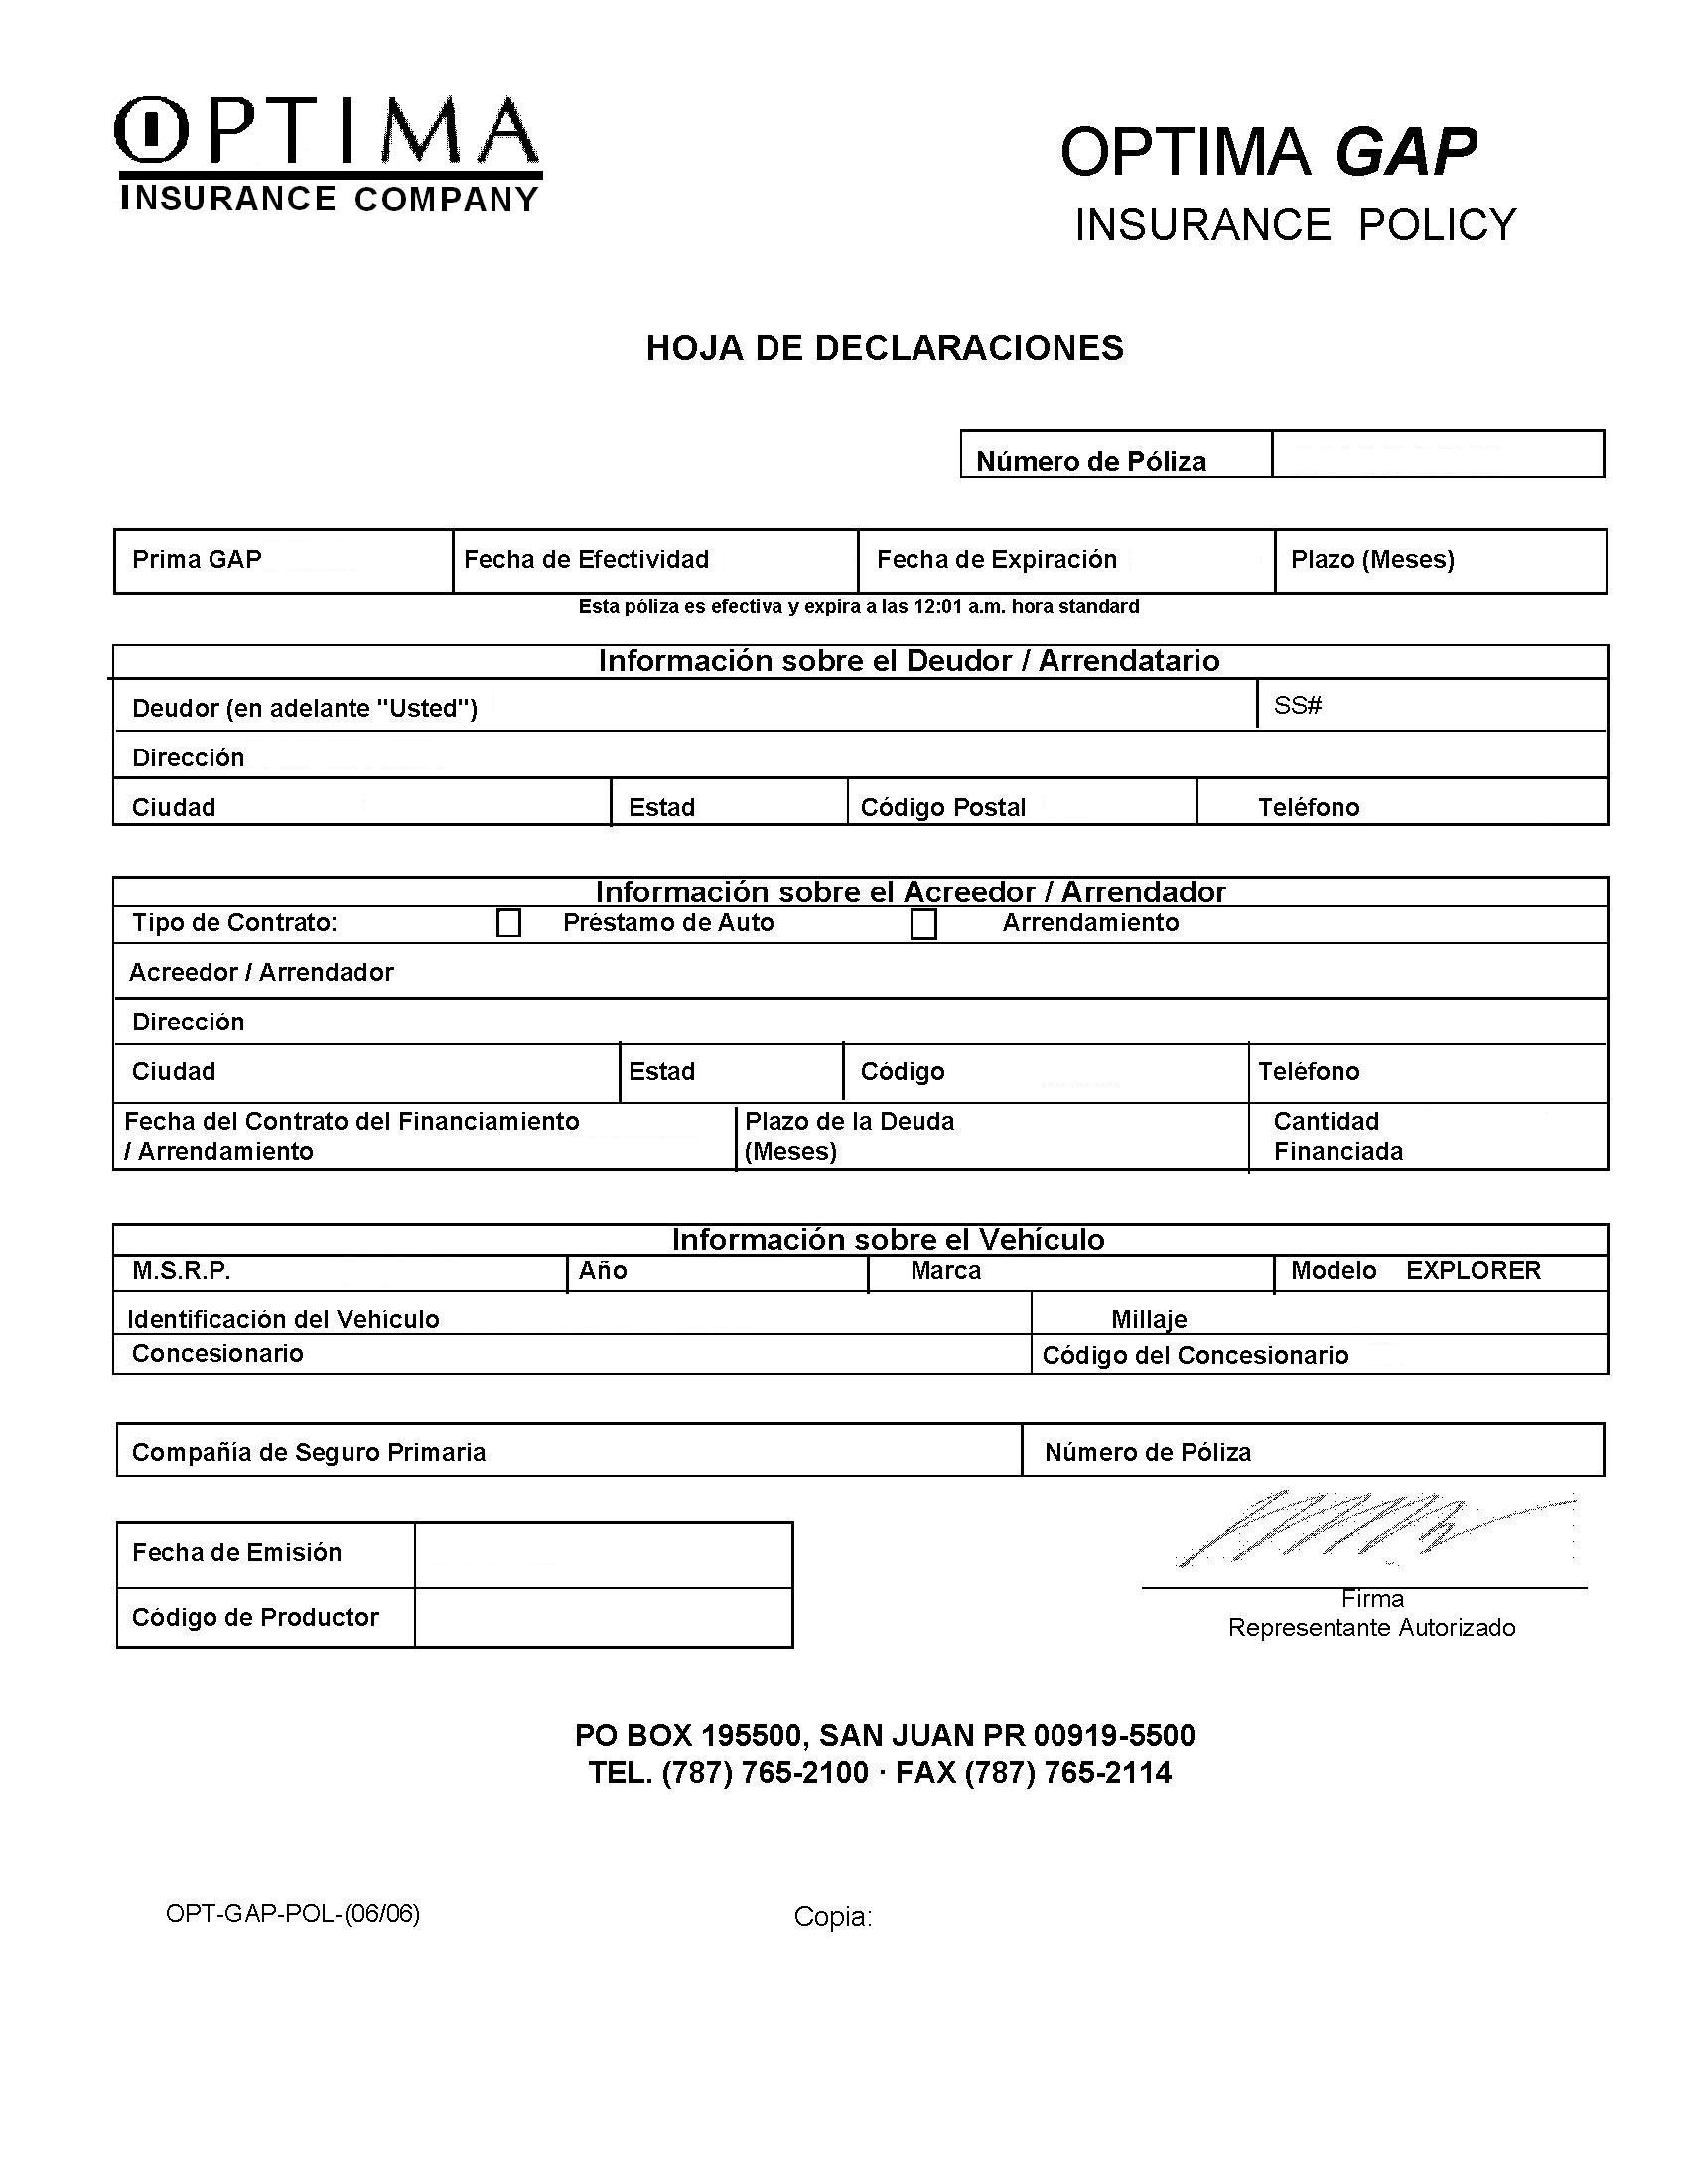 OPTIMA
INSURANCE COMPANY
OPTIMA GAP
INSURANCE POLICY
HOJA DE DECLARACIONES
Número de Póliza
Prima GAP Fecha de Efectividad Fecha de Expiración Plazo (Meses)
Esta póliza es efectiva y expira a las 12:01 a.m. hora standard
Información sobre el Deudor / Arrendatario
Deudor (en adelante "Usted") SS#
Dirección
Ciudad Estad Código Postal Teléfono
Información sobre el Acreedor / Arrendador
Tipo de Contrato: Préstamo de Auto Arrendamiento
Acreedor / Arrendador
Dirección
Ciudad Estad Código Teléfono
Fecha del Contrato del Financiamiento Plazo de la Deuda Cantidad
/ Arrendamiento (Meses) Financiada
Información sobre el Vehículo
M.S.R.P. Año Marca Modelo EXPLORER
Identificación del Vehículo Millaje
Concesionario Código del Concesionario
Compañía de Seguro Primaria Número de Póliza
Fecha de Emisión
Código de Productor
Firma
Representante Autorizado
PO BOX 195500, SAN JUAN PR 00919-5500
TEL. (787) 765-2100 · FAX (787) 765-2114
OPT-GAP-POL-(06/06) Copia: